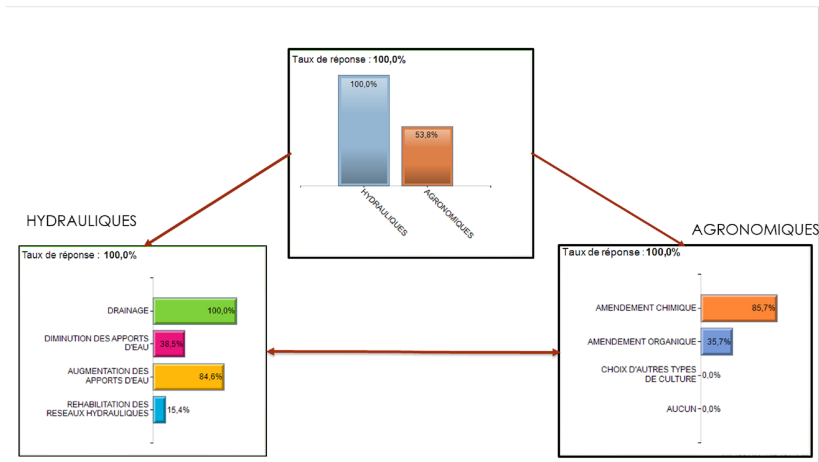 Taux de réponse : 100,0%
100,0%
53,8%
HYDRAULIQUES
AGRONOMIQUES
HYDRAULIQUES
Taux de réponse : 100,0%
DRAINAGE
100,0%
DIMINUTION DES APPORTS
D'EAU
38,5%
AUGMENTATION DES
APPORTS D'EAU
84,6%
REHABILITATION DES
RESEAUX HYDRAULIQUES
15,4%
AGRONOMIQUES
Taux de réponse : 100,0%
AMENDEMENT CHIMIQUE
85,7%
AMENDEMENT ORGANIQUE
35,7%
CHOIX D'AUTRES TYPES
DE CULTURE
0,0%
AUCUN
0,0%